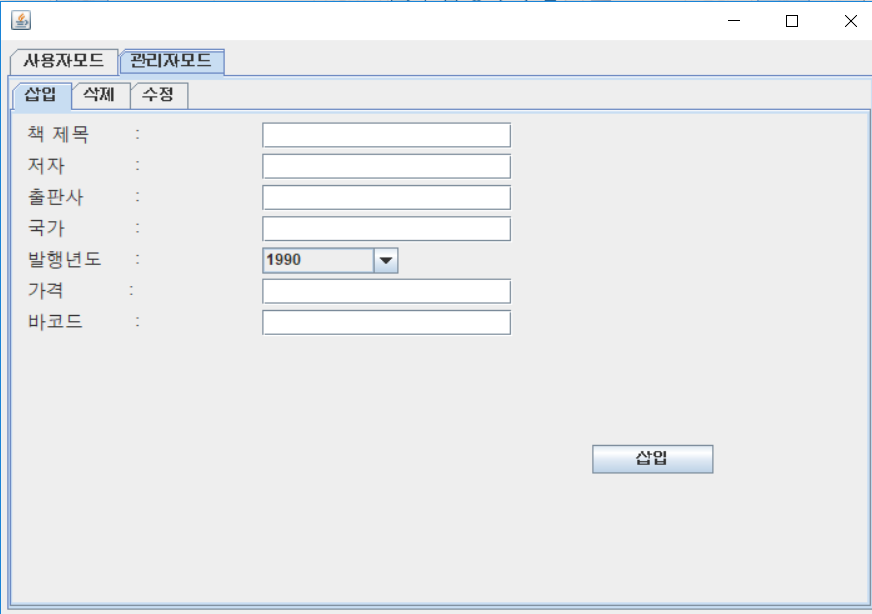 사용자모드 관리자모드
삽입 삭제 수정
책 제목 :
저자 :
출판사 :
국가 :
발행년도 : 1990
가격 :
바코드 :
삽입